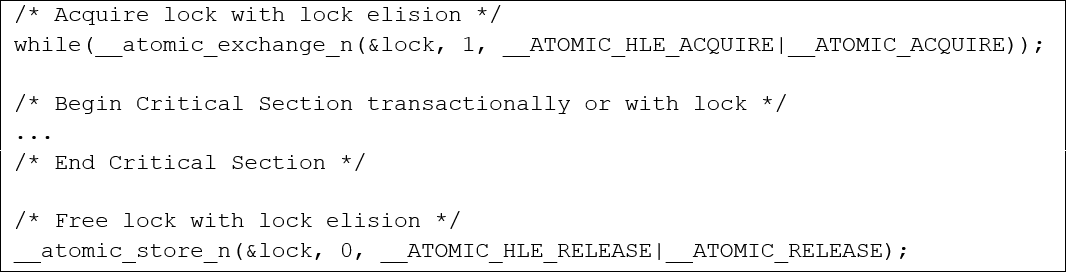 /* Acquire lock with lock elision */
while(__atomic_exchange_n(&lock, 1, __ATOMIC_HLE_ACQUIRE|__ATOMIC_ACQUIRE));
/* Begin Critical Section transactionally or with lock */
...
/* End Critical Section */
/* Free lock with lock elision */
__atomic_store_n(&lock, 0, __ATOMIC_HLE_RELEASE|__ATOMIC_RELEASE);